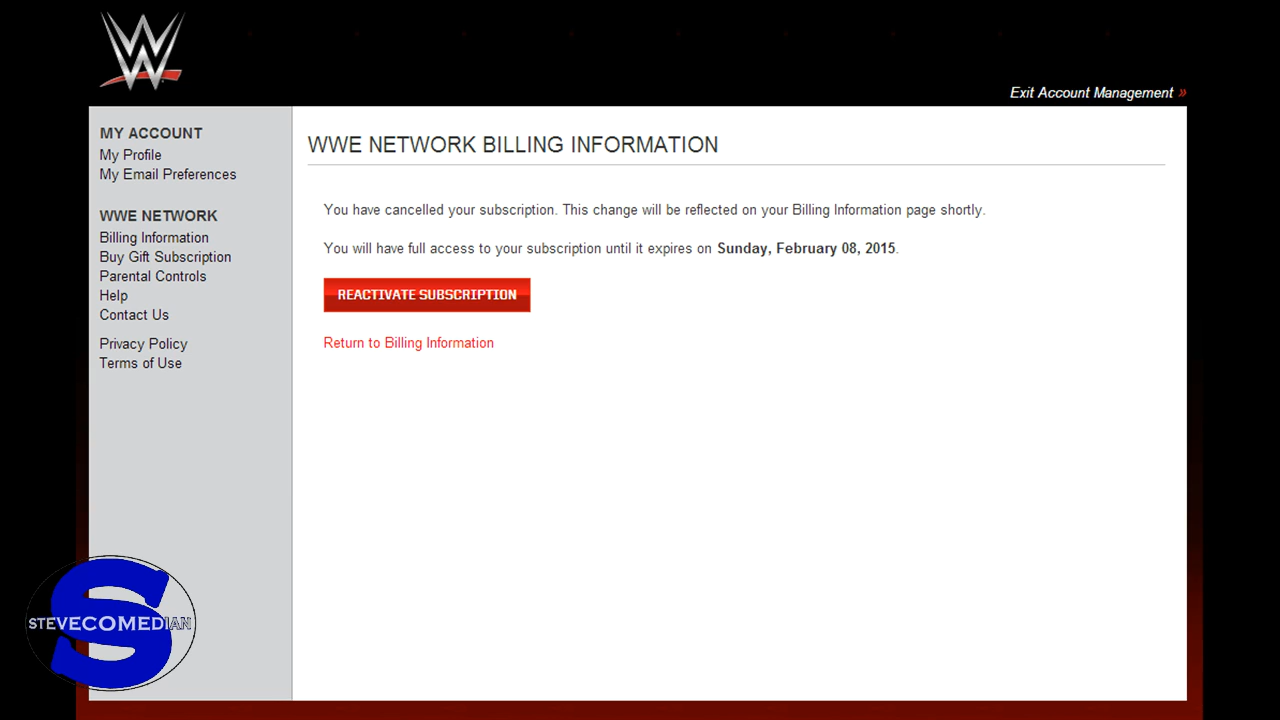 Exit Account Management »
MY ACCOUNT
My Profile
My Email Preferences
WWE NETWORK
Billing Information
Buy Gift Subscription
Parental Controls
Help
Contact Us
Privacy Policy
Terms of Use
WWE NETWORK BILLING INFORMATION
You have cancelled your subscription. This change will be reflected on your Billing Information page shortly.
You will have full access to your subscription until it expires on Sunday, February 08, 2015.
REACTIVATE SUBSCRIPTION
Return to Billing Information
S
STEVECOMEDIAN